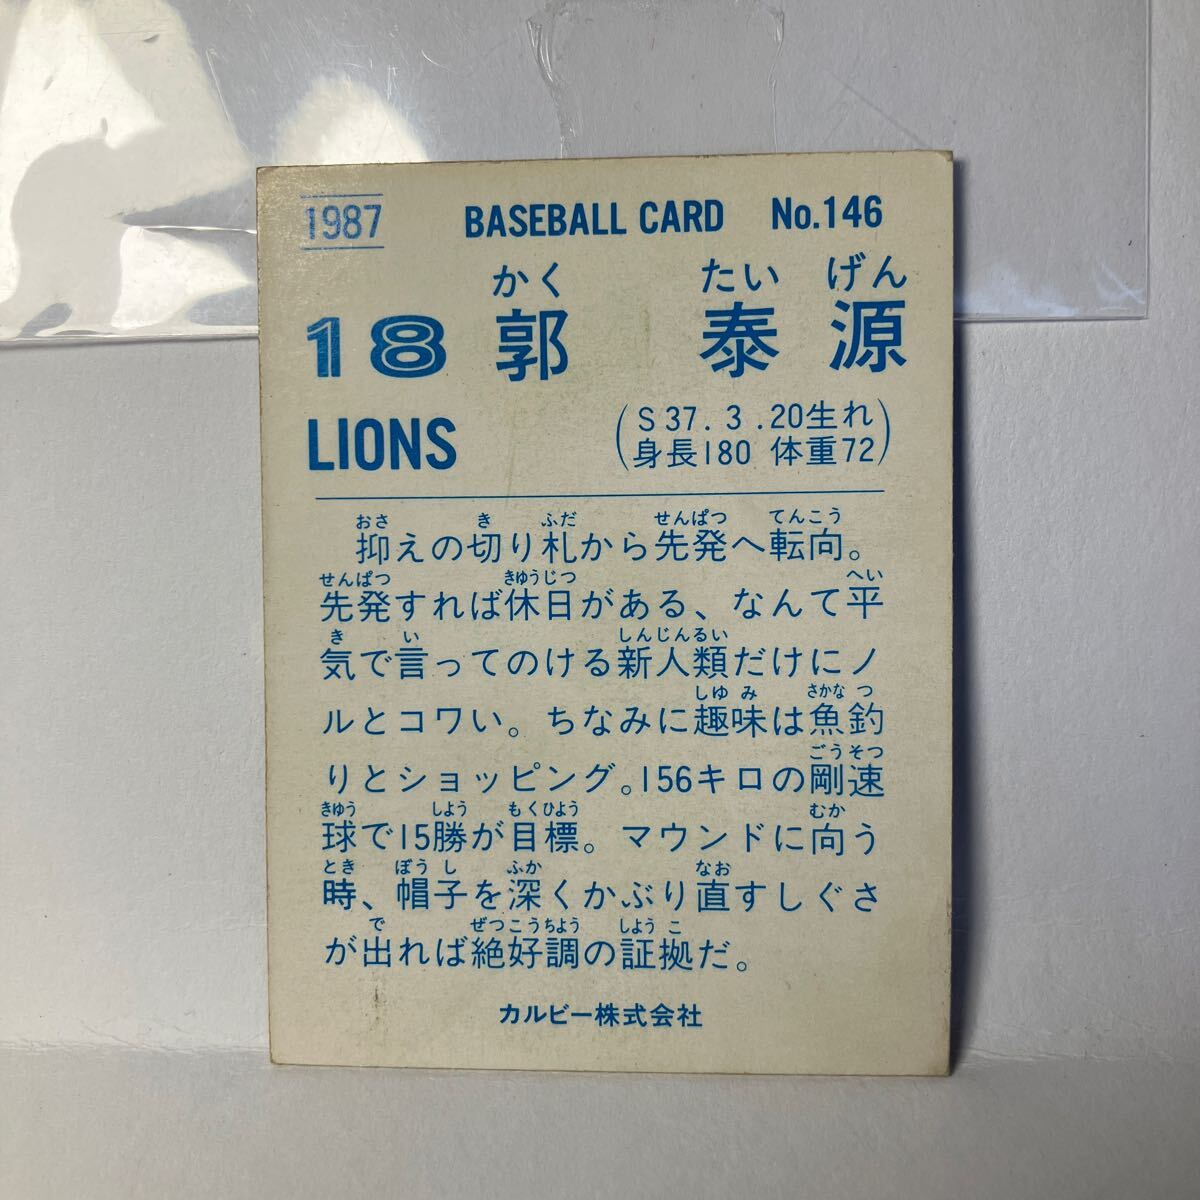 1987 BASEBALL CARD No.146
かく たい げん
18 郭 泰 源
LIONS
(S37.3.20生れ
身長180 体重72)
おさ き ふだ せんぱつ てんこう
抑えの切り札から先発へ転向。
せんぱつ きゅうじつ へい
先発すれば休日がある、なんて平
き い しんじんるい
気で言ってのける新人類だけにノ
しゆ み さかな つ
ルとコワい。ちなみに趣味は魚釣
ごうそつ
りとショッピング。156キロの剛速
きゆう しよう もくひよう むか
球で15勝が目標。マウンドに向う
とき ぼうし ふか なお
時、帽子を深くかぶり直すしぐさ
で ぜつこうちよう しようこ
が出れば絶好調の証拠だ。
カルビー株式会社